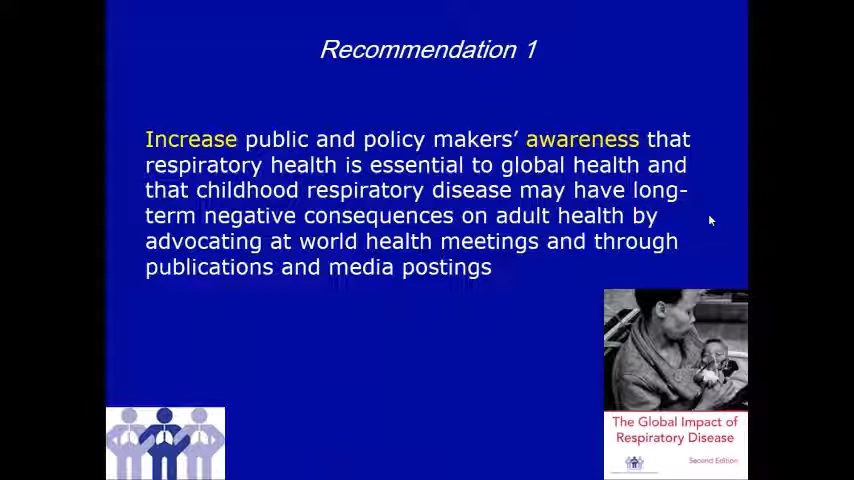 Recommendation 1
Increase public and policy makers’ awareness that
respiratory health is essential to global health and
that childhood respiratory disease may have long-
term negative consequences on adult health by
advocating at world health meetings and through
publications and media postings
The Global Impact of
Respiratory Disease
Second Edition